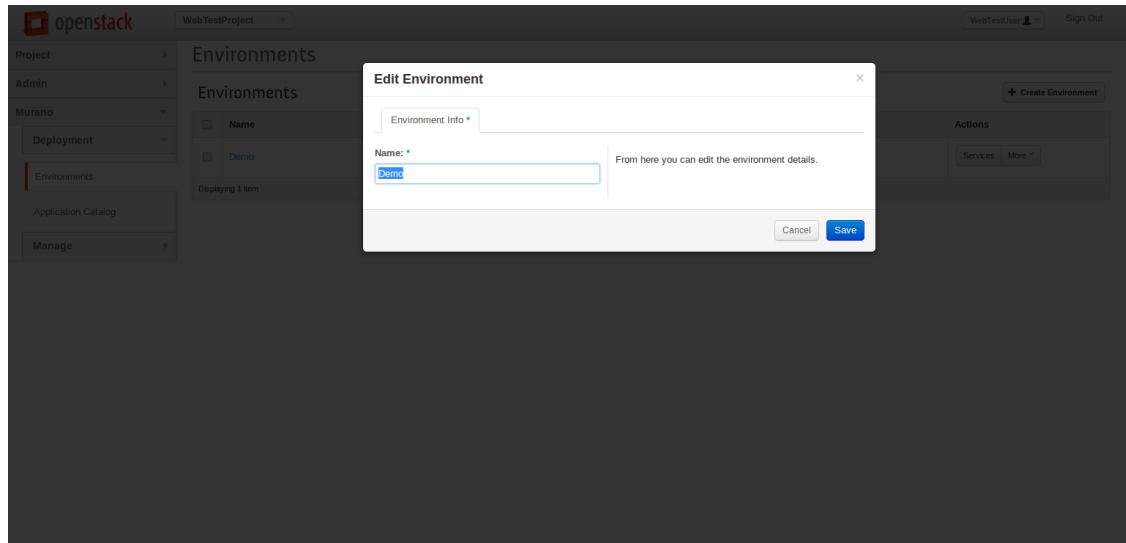 openstack
WebTestProject
WebTestUser
Sign Out
Project
Admin
Murano
Deployment
Environments
Application Catalog
Manage
Environments
Environments
+ Create Environment
Name
Actions
Demo
Services More
Displaying 1 item
Edit Environment
×
Environment Info *
Name: *
Demo
From here you can edit the environment details.
Cancel Save